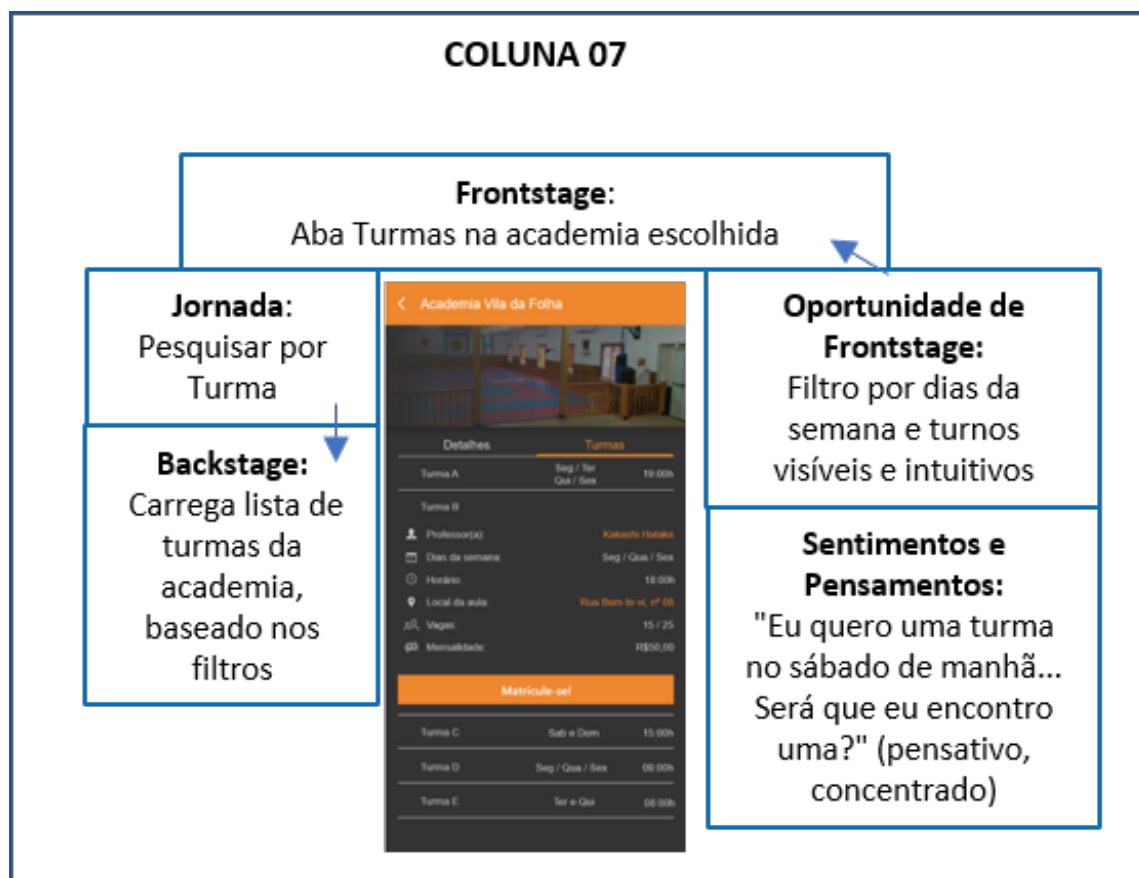 COLUNA 07
Frontstage:
Aba Turmas na academia escolhida
Jornada:
Pesquisar por
Turma
Backstage:
Carrega lista de
turmas da
academia,
baseado nos
filtros
Academia Vila da Folha
Detalhes Turmas
Turma A Seg / Ter
Qui / Sex 19:00h
Turma B
Professor(a): Kakashi Hatake
Dias da semana: Seg / Qua / Sex
Horário: 18:00h
Local da aula: Rua Bem-te-vi, nº 08
Vagas: 15 / 25
Mensalidade: R$50,00
Matricule-se!
Turma C Sab e Dom 15:00h
Turma D Seg / Qua / Sex 09:00h
Turma E Ter e Qui 08:00h
Oportunidade de
Frontstage:
Filtro por dias da
semana e turnos
visíveis e intuitivos
Sentimentos e
Pensamentos:
"Eu quero uma turma
no sábado de manhã...
Será que eu encontro
uma?" (pensativo,
concentrado)